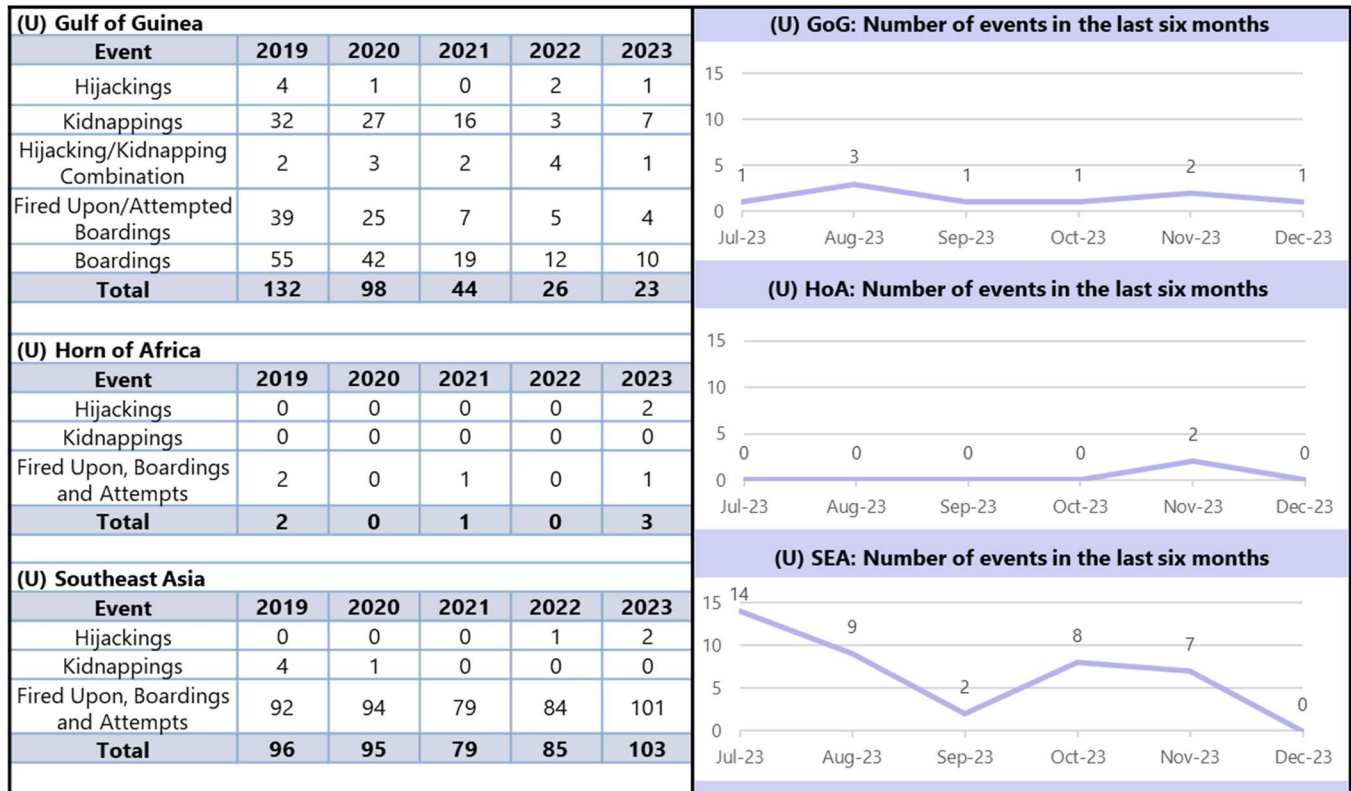 (U) Gulf of Guinea
Event 2019 2020 2021 2022 2023
Hijackings 4 1 0 2 1
Kidnappings 32 27 16 3 7
Hijacking/Kidnapping
Combination 2 3 2 4 1
Fired Upon/Attempted
Boardings 39 25 7 5 4
Boardings 55 42 19 12 10
Total 132 98 44 26 23
(U) Horn of Africa
Event 2019 2020 2021 2022 2023
Hijackings 0 0 0 0 2
Kidnappings 0 0 0 0 0
Fired Upon, Boardings
and Attempts 2 0 1 0 1
Total 2 0 1 0 3
(U) Southeast Asia
Event 2019 2020 2021 2022 2023
Hijackings 0 0 0 1 2
Kidnappings 4 1 0 0 0
Fired Upon, Boardings
and Attempts 92 94 79 84 101
Total 96 95 79 85 103
(U) GoG: Number of events in the last six months
15
10
5
0
1 3 1 1 2 1
Jul-23 Aug-23 Sep-23 Oct-23 Nov-23 Dec-23
(U) HoA: Number of events in the last six months
15
10
5
0
0 0 0 0 2 0
Jul-23 Aug-23 Sep-23 Oct-23 Nov-23 Dec-23
(U) SEA: Number of events in the last six months
15
10
5
0
14 9 2 8 7 0
Jul-23 Aug-23 Sep-23 Oct-23 Nov-23 Dec-23